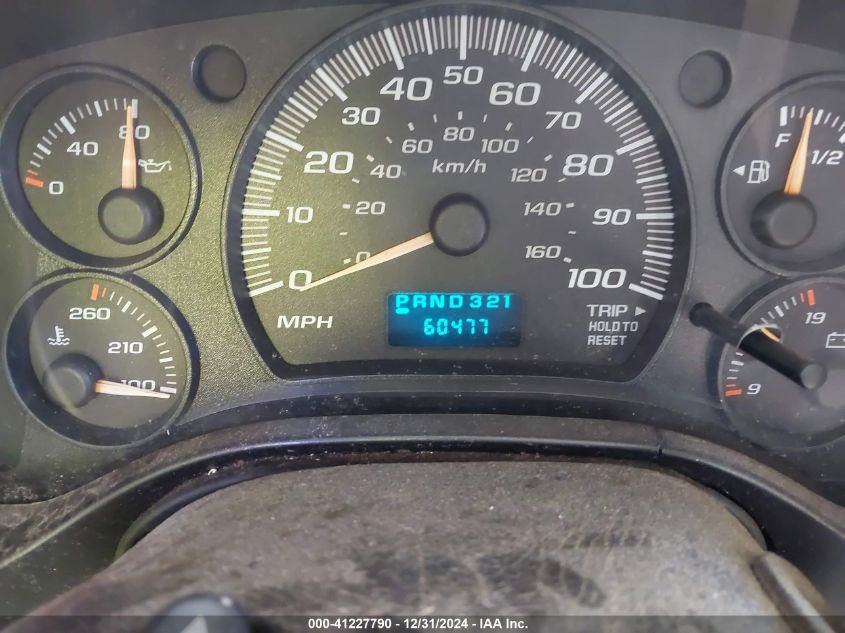 0 40 80
260 210 100
0 10 20 30 40 50 60 70 80 90 100
0 20 40 60 80 100 120 140 160
km/h
MPH
PRND321
60477
TRIP ▶
HOLD TO
RESET
F 1/2
19
9
000-41227790 - 12/31/2024 - IAA Inc.